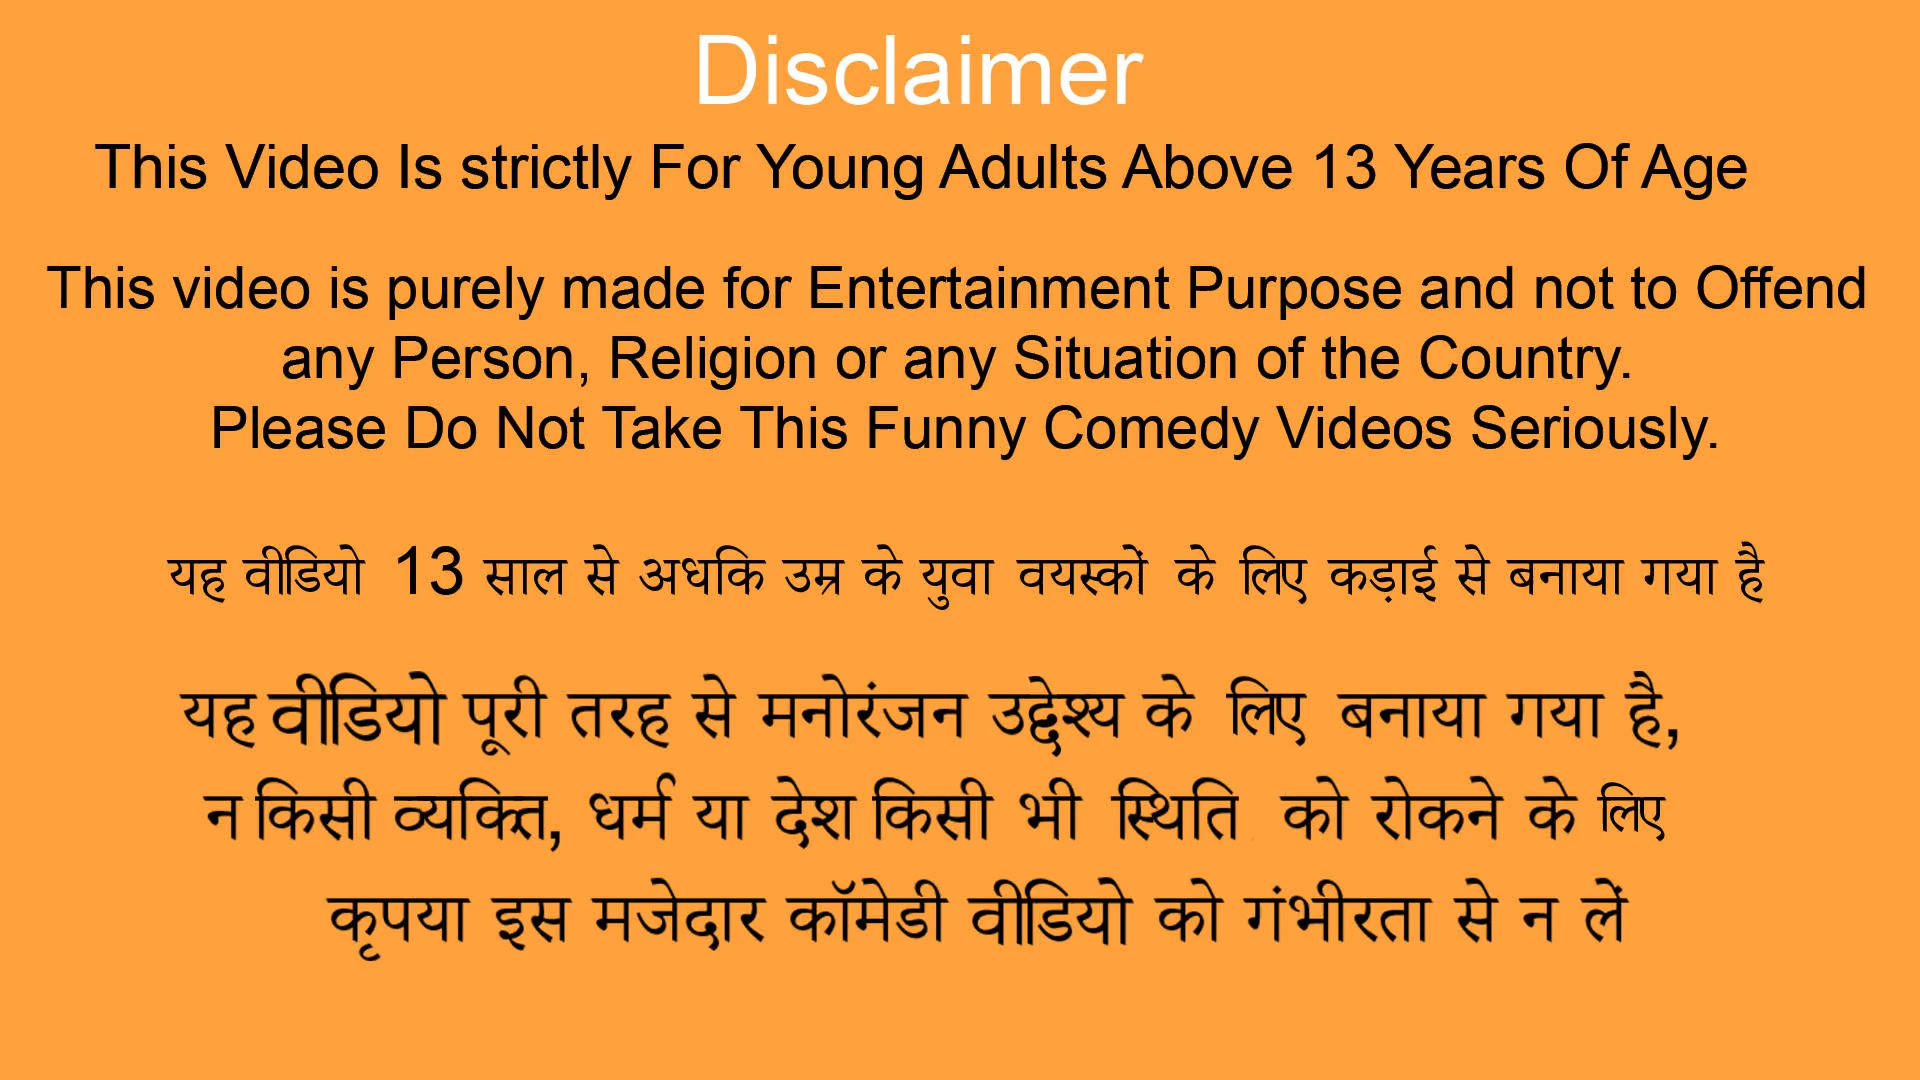 Disclaimer
This Video Is strictly For Young Adults Above 13 Years Of Age
This video is purely made for Entertainment Purpose and not to Offend
any Person, Religion or any Situation of the Country.
Please Do Not Take This Funny Comedy Videos Seriously.
यह वीडियो 13 साल से अधकि उम्र के युवा वयस्कों के लिए कड़ाई से बनाया गया है
यह वीडियो पूरी तरह से मनोरंजन उद्देश्य के लिए बनाया गया है,
न किसी व्यक्ति, धर्म या देश किसी भी स्थिति को रोकने के लिए
कृपया इस मजेदार कॉमेडी वीडियो को गंभीरता से न लें